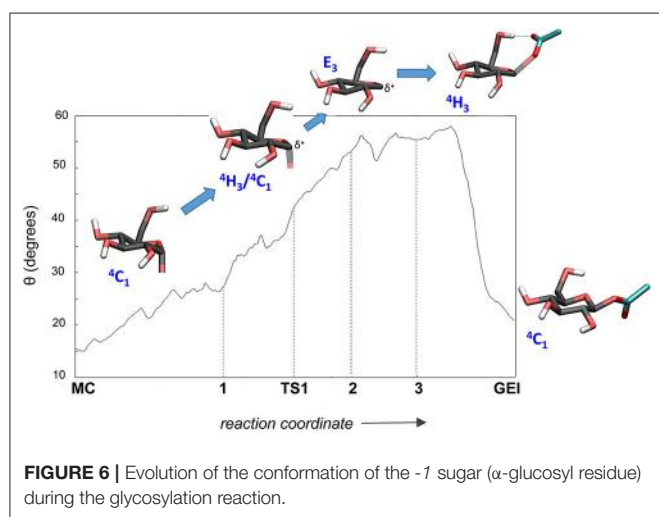 E₃
δ⁺
⁴H₃
⁴H₃/⁴C₁
δ⁺
⁴C₁
⁴C₁
θ (degrees)
60
50
40
30
20
10
MC 1 TS1 2 3 GEI
reaction coordinate
FIGURE 6 | Evolution of the conformation of the -1 sugar (α-glucosyl residue)
during the glycosylation reaction.